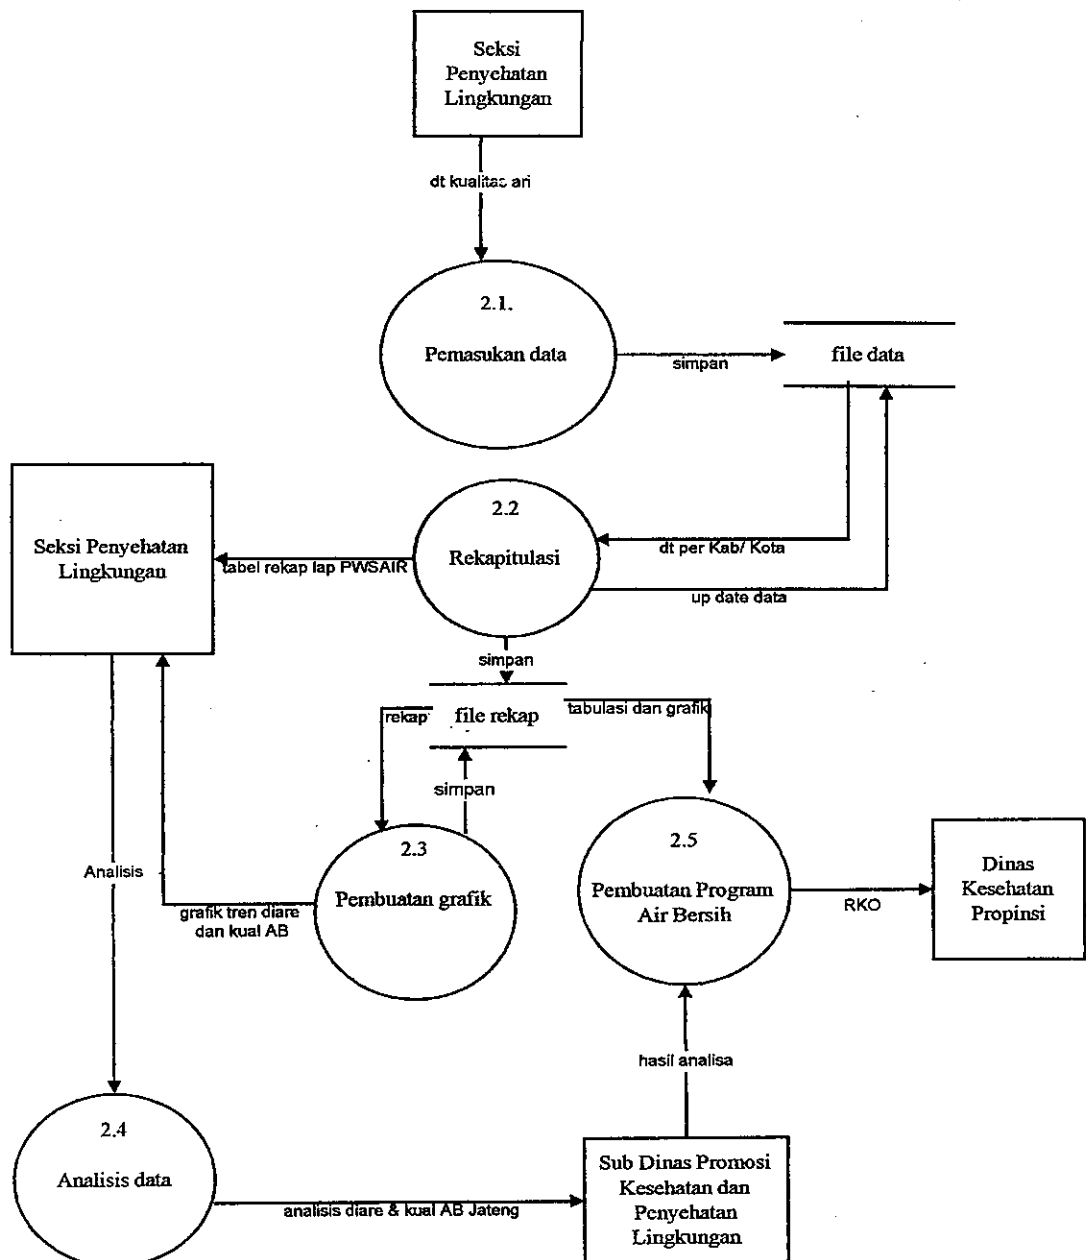 Seksi
Penyehatan
Lingkungan
dt kualitas ari
2.1.
Pemasukan data
simpan
file data
2.2
Rekapitulasi
dt per Kab/ Kota
up date data
Seksi Penyehatan
Lingkungan
tabel rekap lap PWSAIR
simpan
rekap
file rekap
tabulasi dan grafik
simpan
2.3
Pembuatan grafik
2.5
Pembuatan Program
Air Bersih
Dinas
Kesehatan
Propinsi
RKO
Analisis
grafik tren diare
dan kual AB
hasil analisa
2.4
Analisis data
analisis diare & kual AB Jateng
Sub Dinas Promosi
Kesehatan dan
Penyehatan
Lingkungan